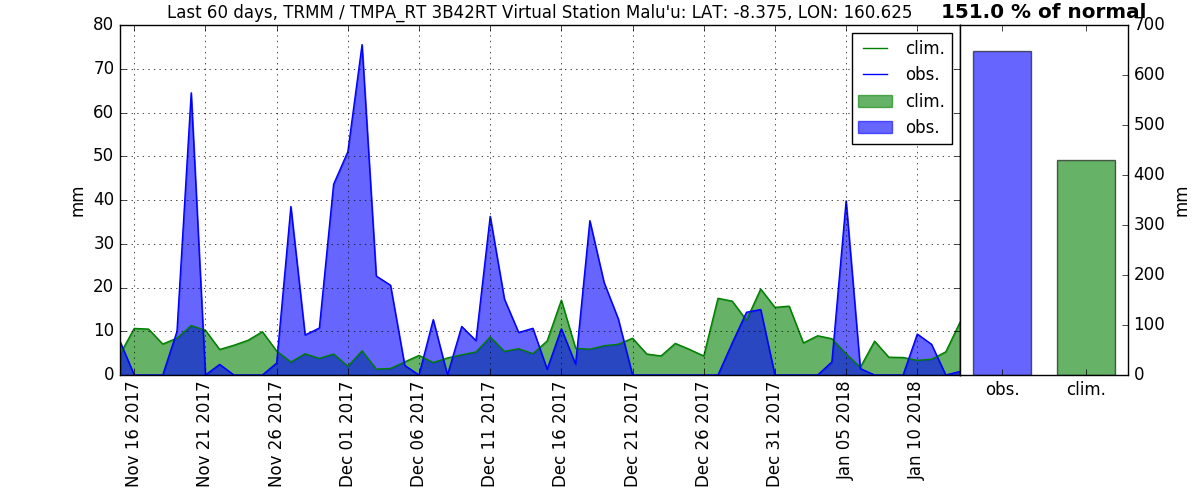 Last 60 days, TRMM / TMPA_RT 3B42RT Virtual Station Malu'u: LAT: -8.375, LON: 160.625
151.0 % of normal
80
70
60
50
40
30
20
10
0
mm
clim.
obs.
clim.
obs.
Nov 16 2017
Nov 21 2017
Nov 26 2017
Dec 01 2017
Dec 06 2017
Dec 11 2017
Dec 16 2017
Dec 21 2017
Dec 26 2017
Dec 31 2017
Jan 05 2018
Jan 10 2018
700
600
500
400
300
200
100
0
mm
obs.
clim.